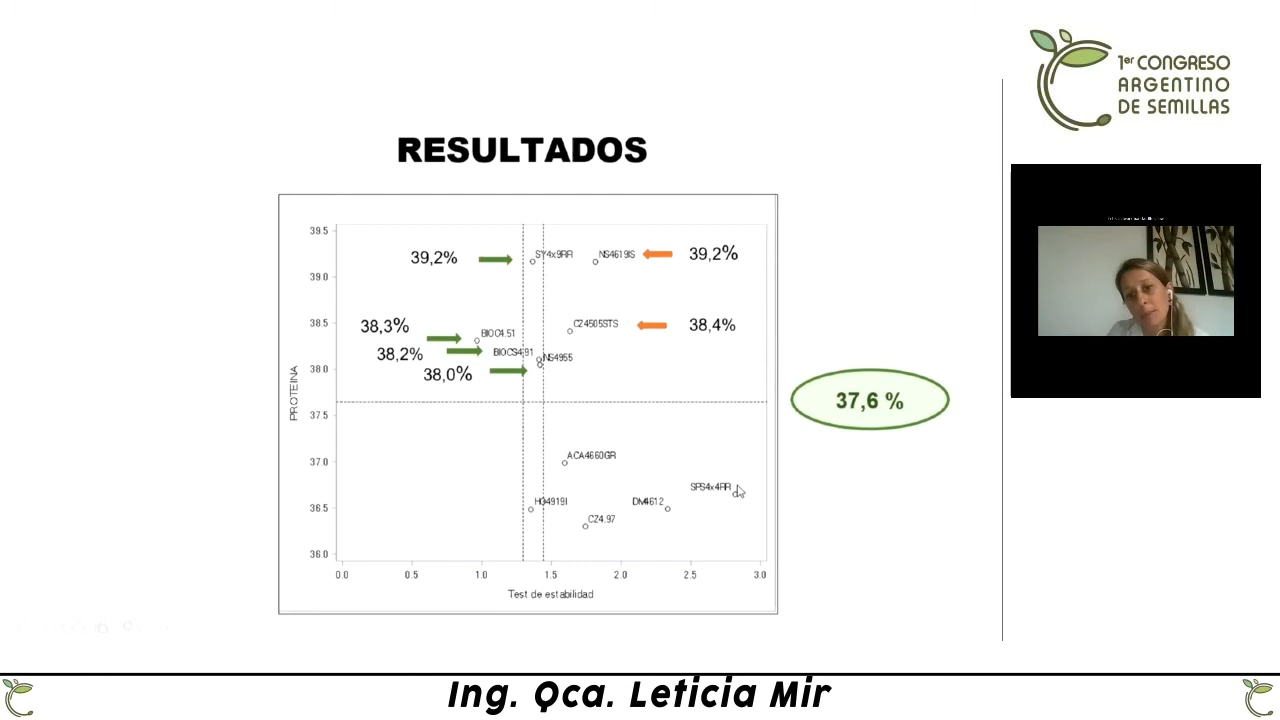 1er CONGRESO
ARGENTINO
DE SEMILLAS
RESULTADOS
39.5
39.0
38.5
38.0
37.5
37.0
36.5
36.0
PROTEINA
39,2%
SY4x9RR
NS4619IS
39,2%
38,3%
BIOC4.51
CZ4505STS
38,4%
38,2%
BIOCS4.91
NS4955
38,0%
37,6 %
ACA4660GR
SPS4x4RR
HO4919I
DM4612
CZ4.97
0.0 0.5 1.0 1.5 2.0 2.5 3.0
Test de estabilidad
Ing. Qca. Leticia Mir